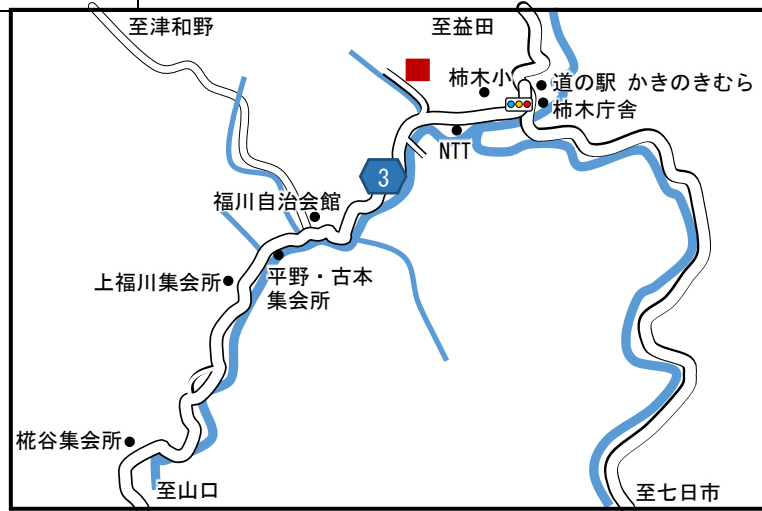 至津和野
至益田
柿木小
道の駅 かきのきむら
柿木庁舎
NTT
3
福川自治会館
上福川集会所
平野・古本
集会所
椛谷集会所
至山口
至七日市